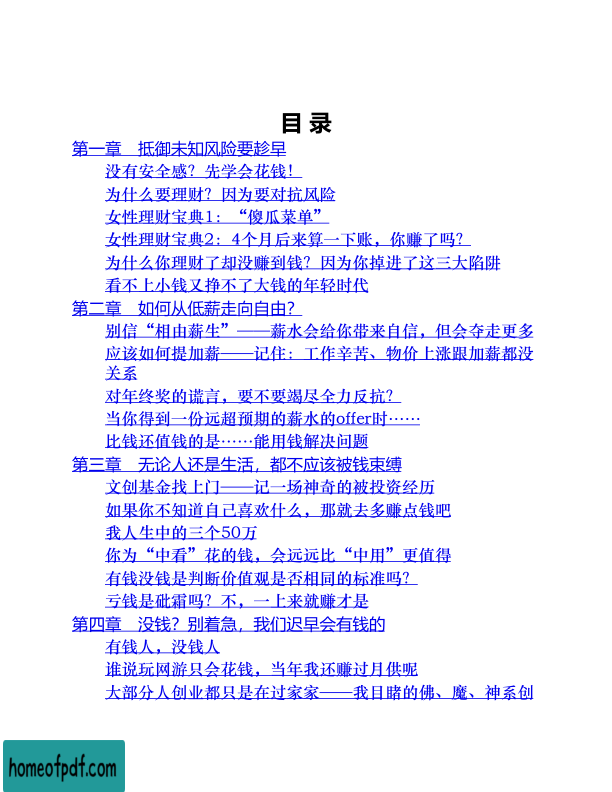 目 录
第一章　抵御未知风险要趁早
没有安全感？先学会花钱！
为什么要理财？因为要对抗风险
女性理财宝典1：“傻瓜菜单”
女性理财宝典2：4个月后来算一下账，你赚了吗？
为什么你理财了却没赚到钱？因为你掉进了这三大陷阱
看不上小钱又挣不了大钱的年轻时代
第二章　如何从低薪走向自由？
别信“相由薪生”——薪水会给你带来自信，但会夺走更多
应该如何提加薪——记住：工作辛苦、物价上涨跟加薪都没
关系
对年终奖的谎言，要不要竭尽全力反抗？
当你得到一份远超预期的薪水的offer时……
比钱还值钱的是……能用钱解决问题
第三章　无论人还是生活，都不应该被钱束缚
文创基金找上门——记一场神奇的被投资经历
如果你不知道自己喜欢什么，那就去多赚点钱吧
我人生中的三个50万
你为“中看”花的钱，会远远比“中用”更值得
有钱没钱是判断价值观是否相同的标准吗？
亏钱是砒霜吗？不，一上来就赚才是
第四章　没钱？别着急，我们迟早会有钱的
有钱人，没钱人
谁说玩网游只会花钱，当年我还赚过月供呢
大部分人创业都只是在过家家——我目睹的佛、魔、神系创
homeofpdf.com